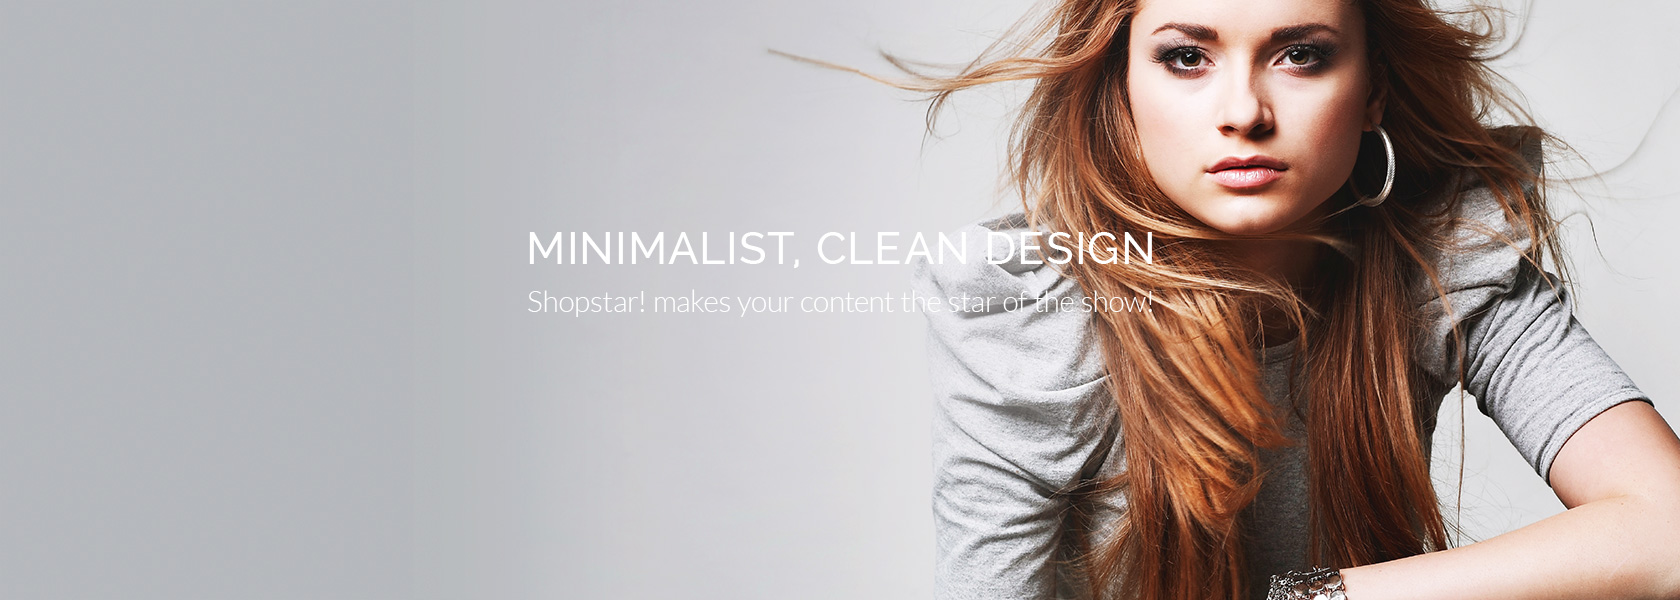 MINIMALIST, CLEAN DESIGN
Shopstar! makes your content the star of the show!